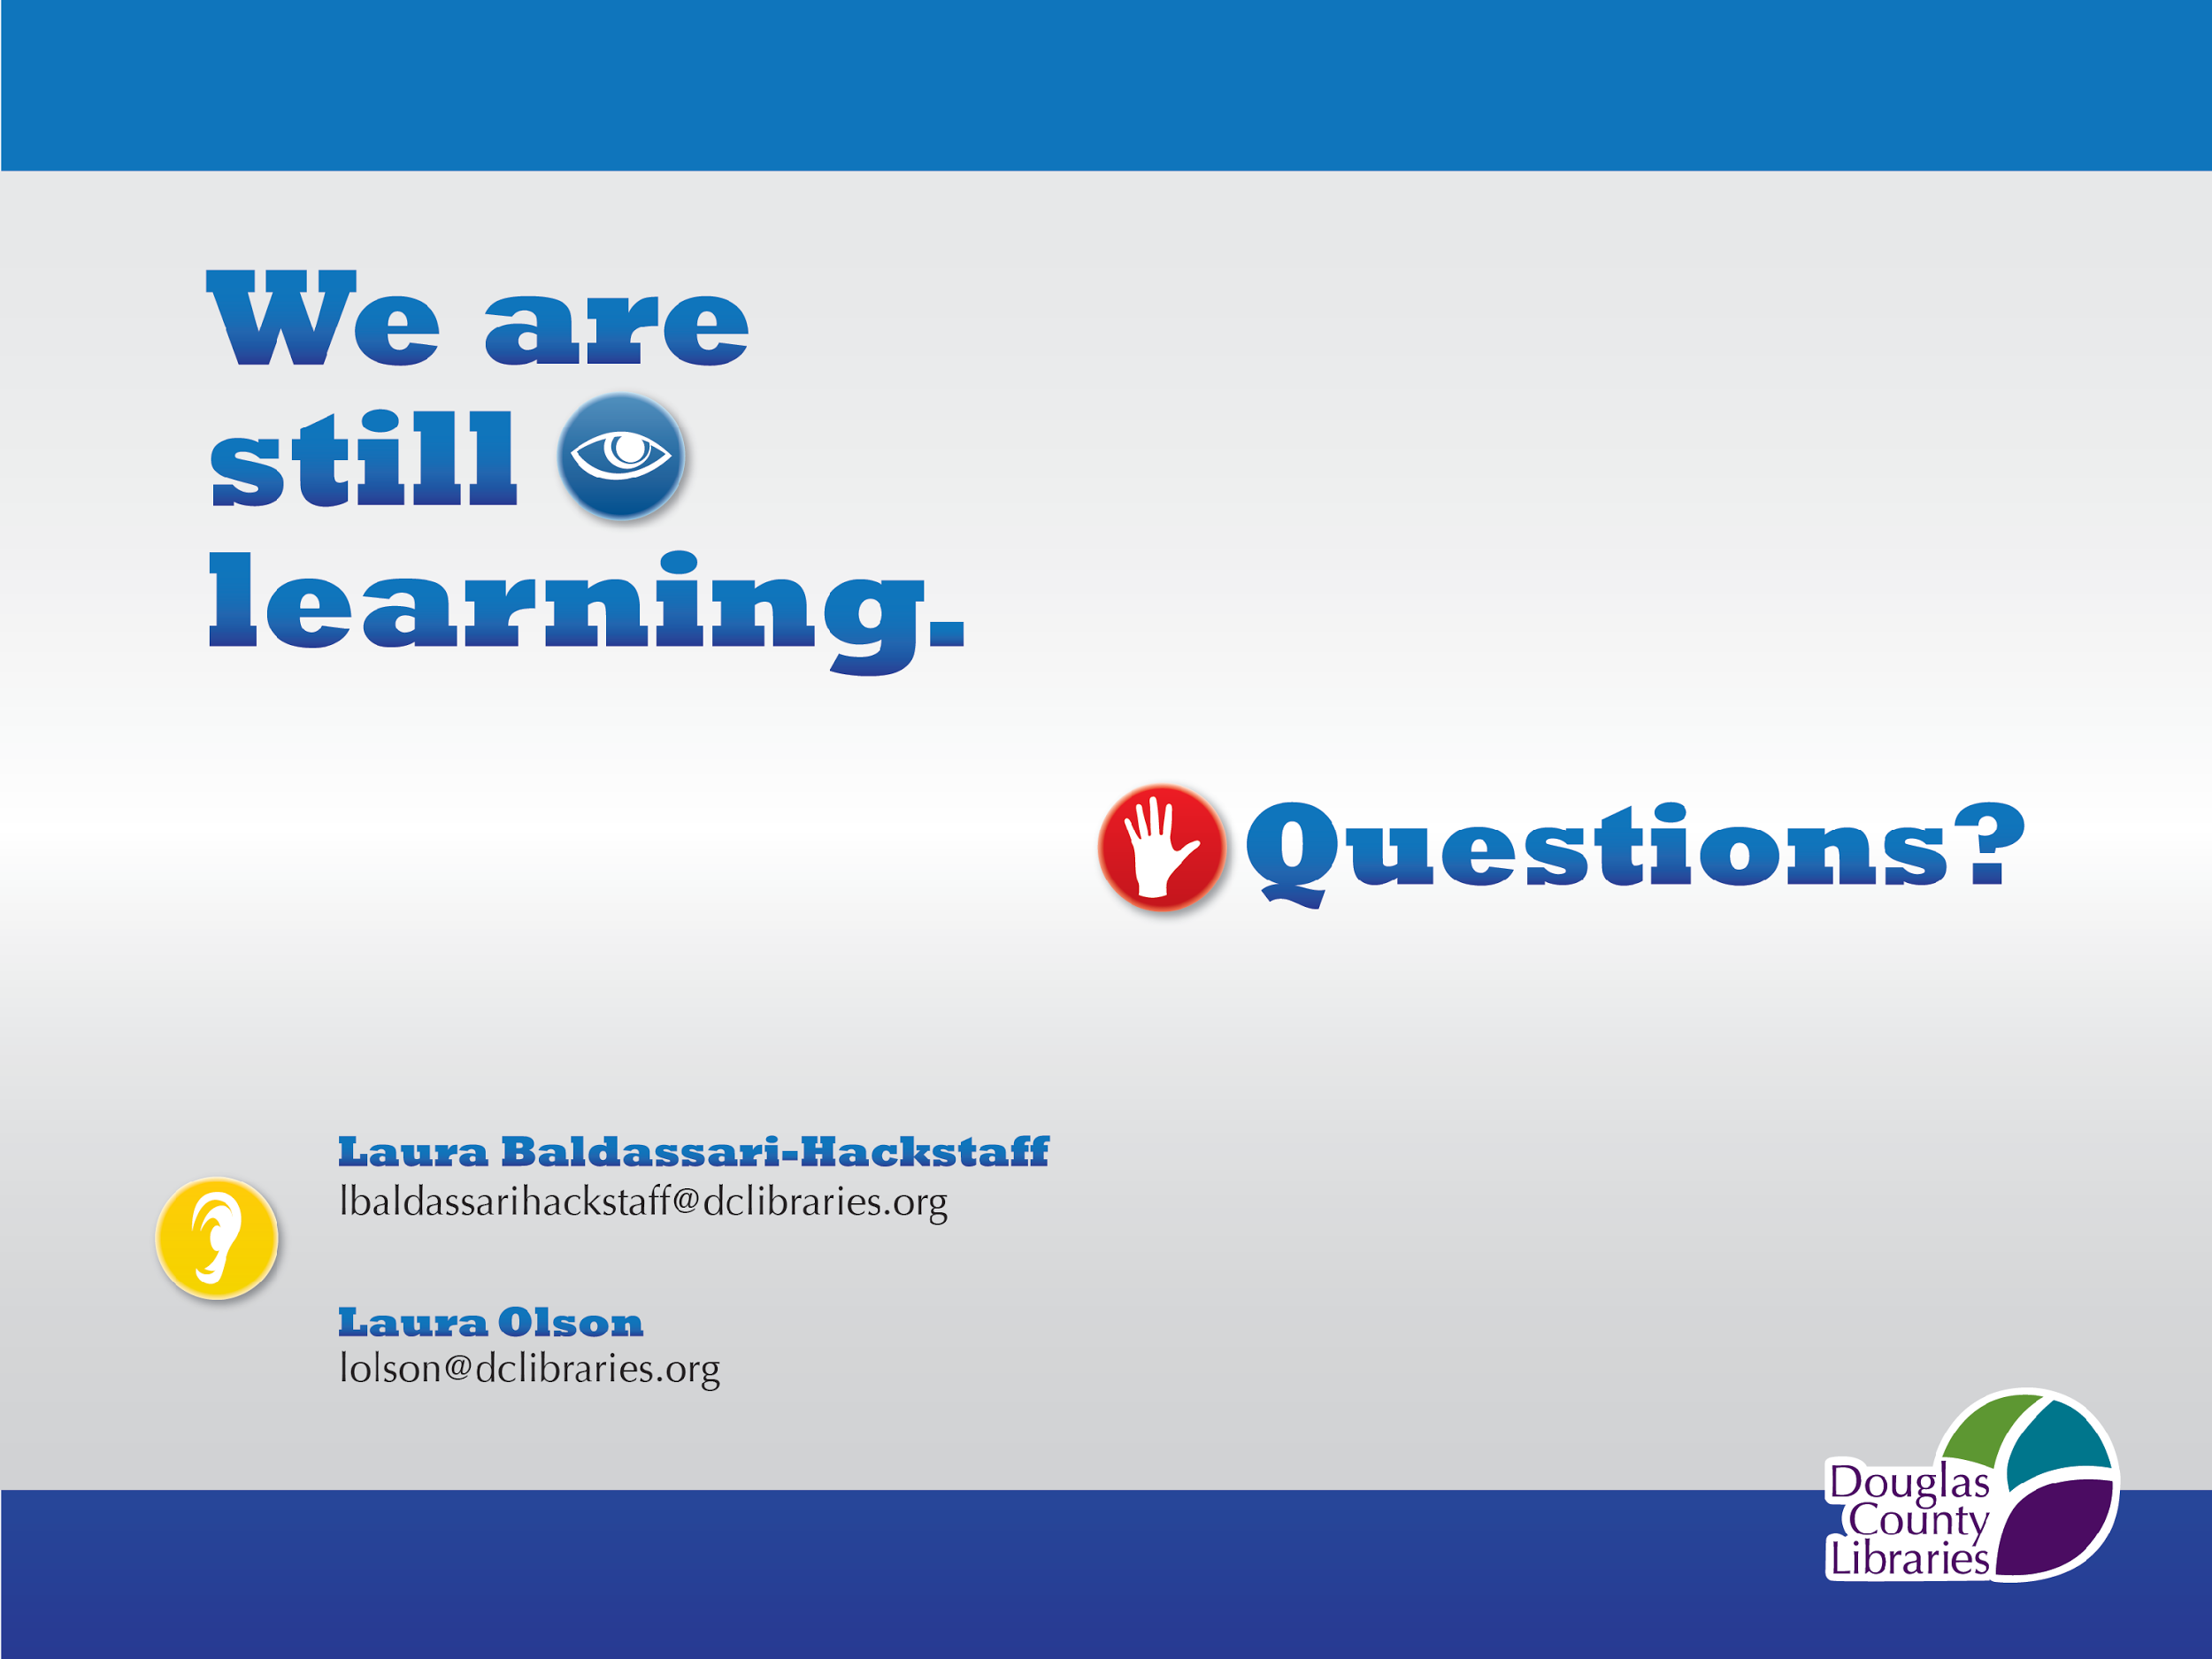 We are
still
learning.
Questions?
Laura Baldassari-Hackstaff
lbaldassarihackstaff@dclibraries.org
Laura Olson
lolson@dclibraries.org
Douglas
County
Libraries